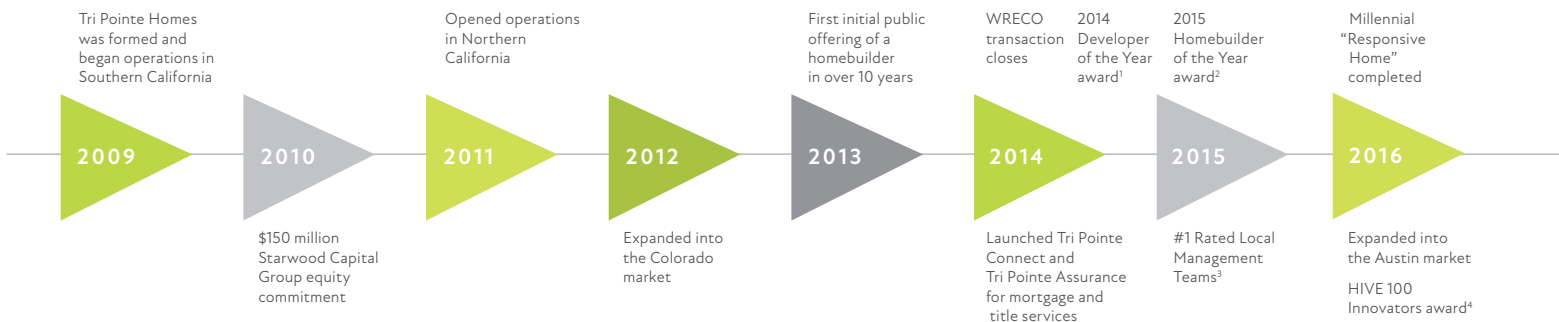 Tri Pointe Homes
was formed and
began operations in
Southern California
Opened operations
in Northern
California
First initial public
offering of a
homebuilder
in over 10 years
WRECO
transaction
closes
2014
Developer
of the Year
award¹
2015
Homebuilder
of the Year
award²
Millennial
“Responsive
Home”
completed
2009
2010
2011
2012
2013
2014
2015
2016
$150 million
Starwood Capital
Group equity
commitment
Expanded into
the Colorado
market
Launched Tri Pointe
Connect and
Tri Pointe Assurance
for mortgage and
title services
#1 Rated Local
Management
Teams³
Expanded into
the Austin market
HIVE 100
Innovators award⁴